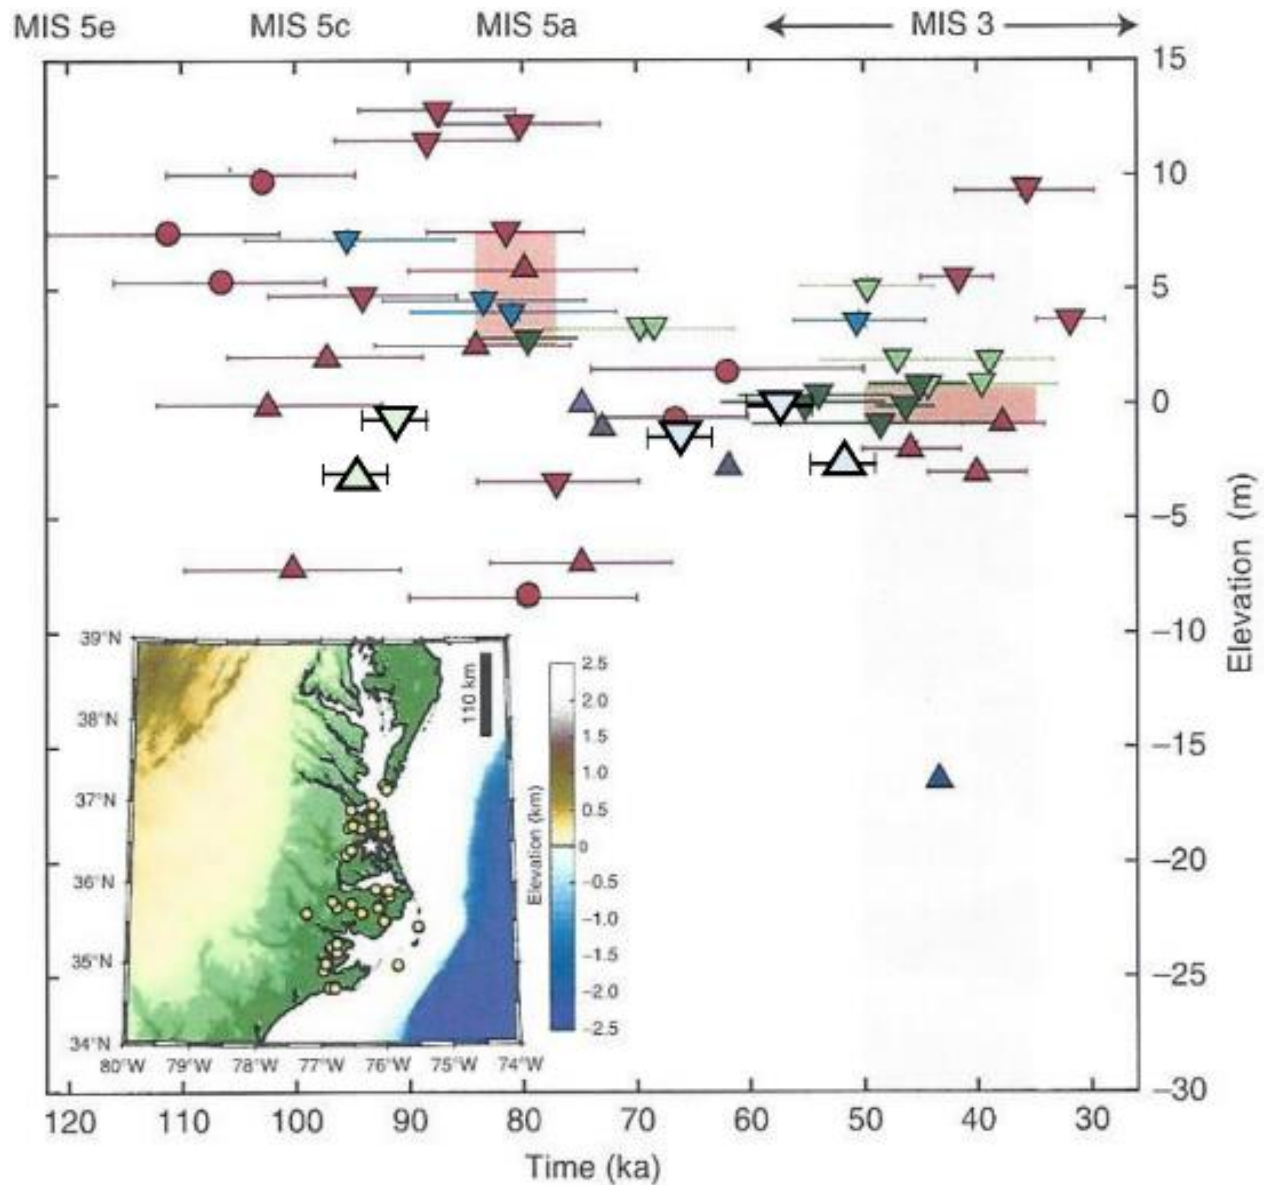 MIS 5e MIS 5c MIS 5a MIS 3
15
10
5
0
−5
−10
−15
−20
−25
−30
Elevation (m)
39°N
38°N
37°N
36°N
35°N
34°N
80°W 79°W 78°W 77°W 76°W 75°W 74°W
110 km
2.5
2.0
1.5
1.0
0.5
0
−0.5
−1.0
−1.5
−2.0
−2.5
Elevation (km)
120 110 100 90 80 70 60 50 40 30
Time (ka)